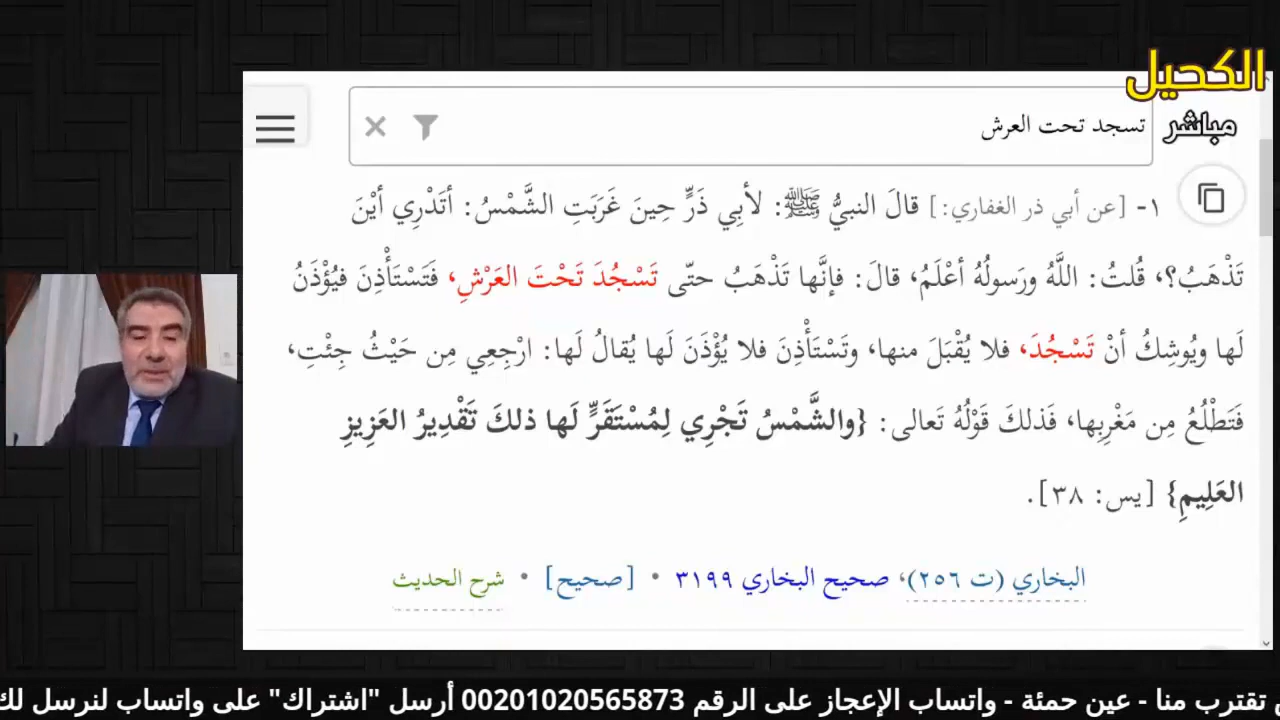 الكحيل
مباشر
تسجد تحت العرش
١- [عن أبي ذر الغفاري:] قالَ النبيُّ ﷺ: لأبِي ذَرٍّ حِينَ غَرَبَتِ الشَّمْسُ: أتَدْرِي أيْنَ
تَذْهَبُ؟، قُلتُ: اللَّهُ ورَسولُهُ أعْلَمُ، قالَ: فإنَّها تَذْهَبُ حتّى تَسْجُدَ تَحْتَ العَرْشِ، فَتَسْتَأْذِنَ فيُؤْذَنُ
لَها ويُوشِكُ أنْ تَسْجُدَ، فلا يُقْبَلَ منها، وتَسْتَأْذِنَ فلا يُؤْذَنَ لَها يُقالُ لَها: ارْجِعِي مِن حَيْثُ جِئْتِ،
فَتَطْلُعُ مِن مَغْرِبِها، فَذلكَ قَوْلُهُ تَعالى: {والشَّمْسُ تَجْرِي لِمُسْتَقَرٍّ لَها ذلكَ تَقْدِيرُ العَزِيزِ
العَلِيمِ} [يس: ٣٨].
البخاري (ت ٢٥٦)، صحيح البخاري ٣١٩٩ • [صحيح] • شرح الحديث
تقترب منا - عين حمئة - واتساب الإعجاز على الرقم 00201020565873 أرسل "اشتراك" على واتساب لنرسل لك